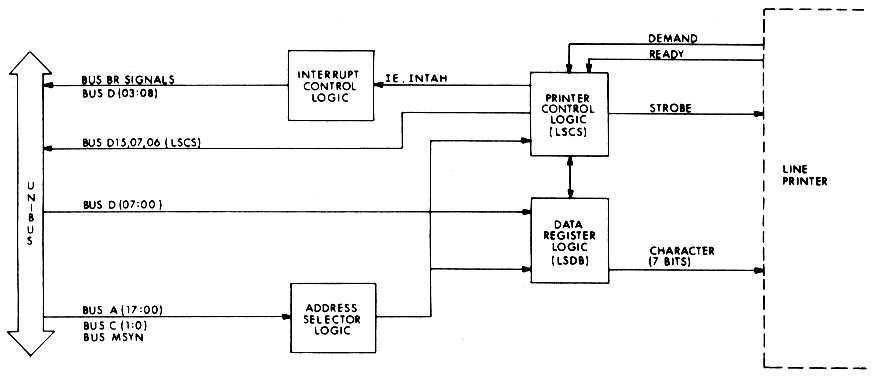 DEMAND
READY
BUS BR SIGNALS
BUS D (03:08)
INTERRUPT
CONTROL
LOGIC
IE, INTAH
PRINTER
CONTROL
LOGIC
(LSCS)
STROBE
BUS D15,07,06 (LSCS)
LINE
PRINTER
UNIBUS
BUS D (07:00)
DATA
REGISTER
LOGIC
(LSDB)
CHARACTER
(7 BITS)
BUS A (17:00)
BUS C (1:0)
BUS MSYN
ADDRESS
SELECTOR
LOGIC